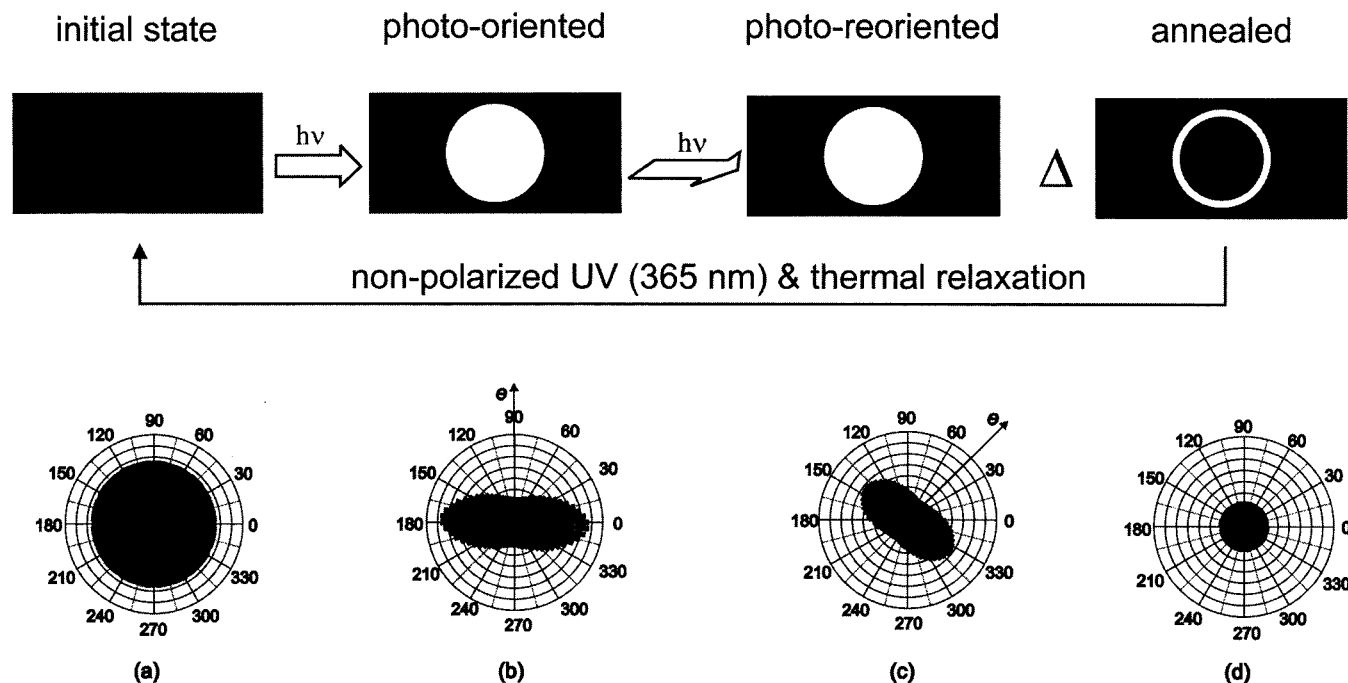 initial state photo-oriented photo-reoriented annealed
hν hν Δ
non-polarized UV (365 nm) & thermal relaxation
e e
90 90 90 90
120 60 120 60 120 60 120 60
150 30 150 30 150 30 150 30
180 0 180 0 180 0 180 0
210 330 210 330 210 330 210 330
240 300 240 300 240 300 240 300
270 270 270 270
(a) (b) (c) (d)